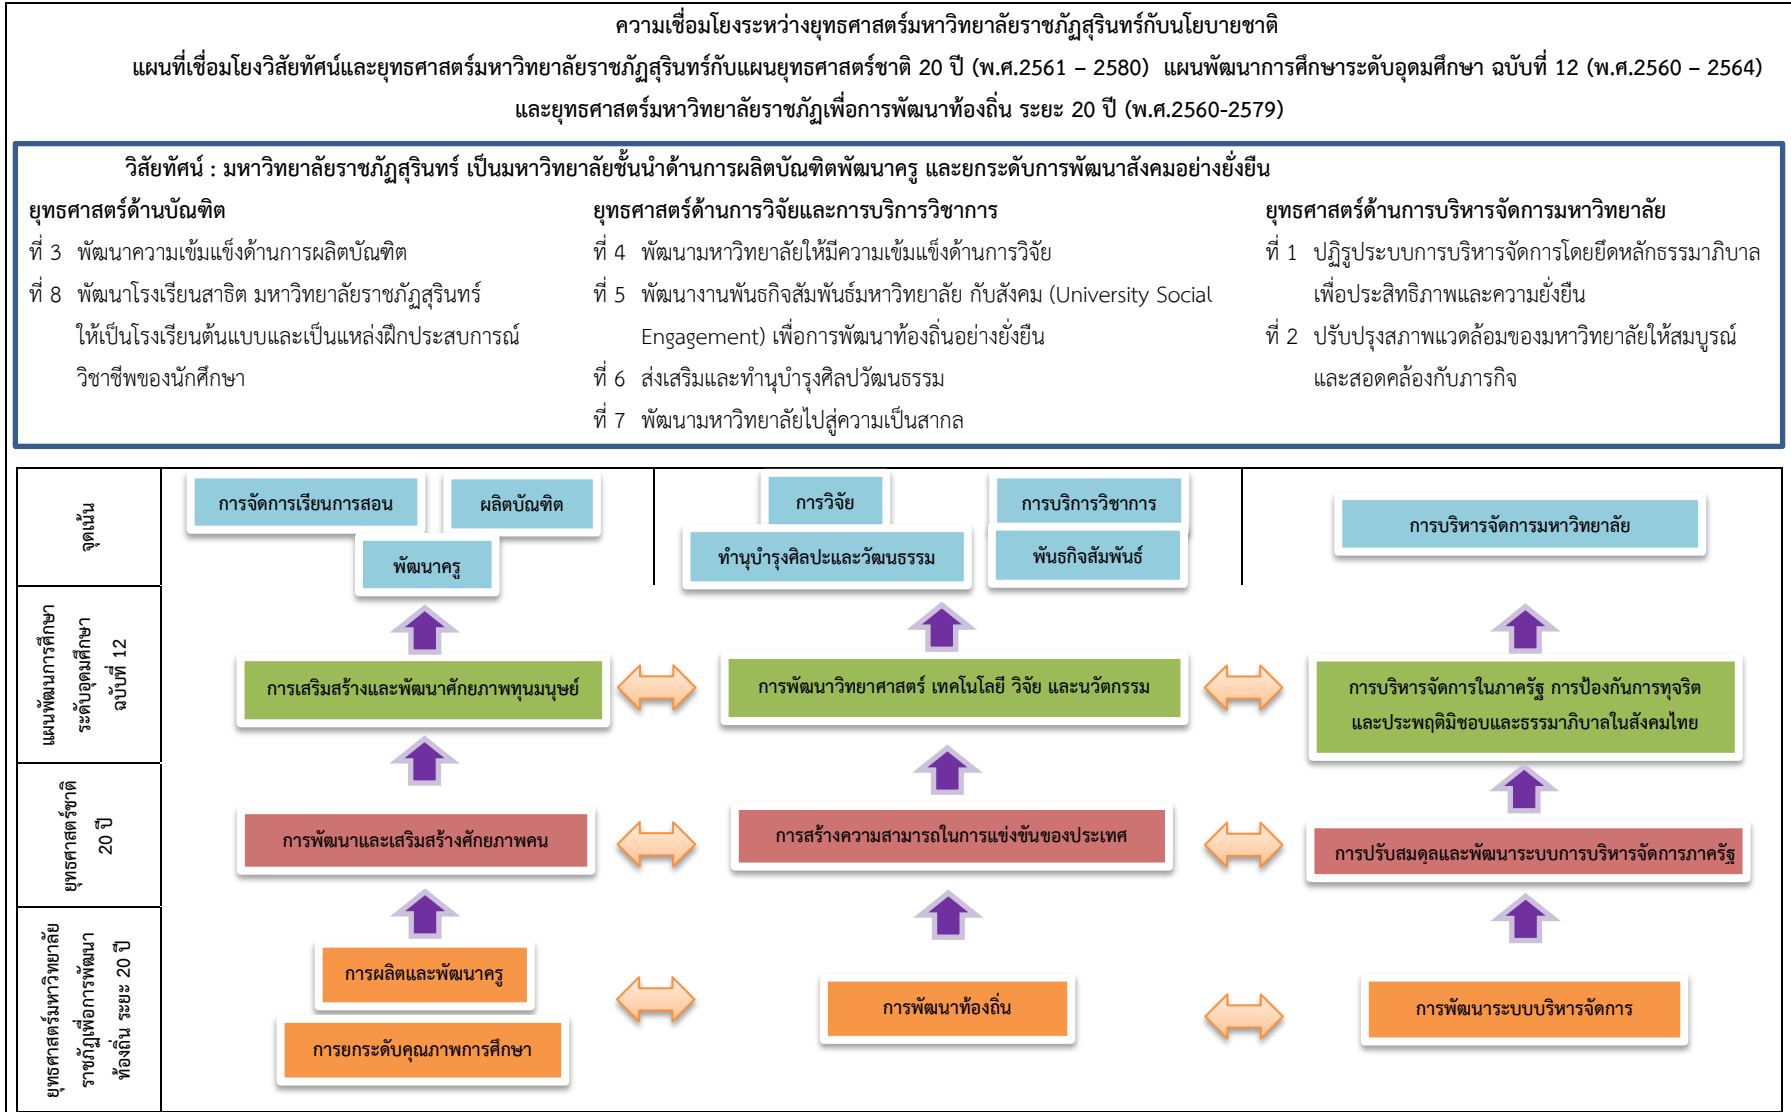 ความเชื่อมโยงระหว่างยุทธศาสตร์มหาวิทยาลัยราชภัฏสุรินทร์กับนโยบายชาติ
แผนที่เชื่อมโยงวิสัยทัศน์และยุทธศาสตร์มหาวิทยาลัยราชภัฏสุรินทร์กับแผนยุทธศาสตร์ชาติ 20 ปี (พ.ศ.2561 – 2580) แผนพัฒนาการศึกษาระดับอุดมศึกษา ฉบับที่ 12 (พ.ศ.2560 – 2564)
และยุทธศาสตร์มหาวิทยาลัยราชภัฏเพื่อการพัฒนาท้องถิ่น ระยะ 20 ปี (พ.ศ.2560-2579)
วิสัยทัศน์ : มหาวิทยาลัยราชภัฏสุรินทร์ เป็นมหาวิทยาลัยชั้นนำด้านการผลิตบัณฑิตพัฒนาครู และยกระดับการพัฒนาสังคมอย่างยั่งยืน
ยุทธศาสตร์ด้านบัณฑิต
ที่ 3 พัฒนาความเข้มแข็งด้านการผลิตบัณฑิต
ที่ 8 พัฒนาโรงเรียนสาธิต มหาวิทยาลัยราชภัฏสุรินทร์
ให้เป็นโรงเรียนต้นแบบและเป็นแหล่งฝึกประสบการณ์
วิชาชีพของนักศึกษา
ยุทธศาสตร์ด้านการวิจัยและการบริการวิชาการ
ที่ 4 พัฒนามหาวิทยาลัยให้มีความเข้มแข็งด้านการวิจัย
ที่ 5 พัฒนางานพันธกิจสัมพันธ์มหาวิทยาลัย กับสังคม (University Social
Engagement) เพื่อการพัฒนาท้องถิ่นอย่างยั่งยืน
ที่ 6 ส่งเสริมและทำนุบำรุงศิลปวัฒนธรรม
ที่ 7 พัฒนามหาวิทยาลัยไปสู่ความเป็นสากล
ยุทธศาสตร์ด้านการบริหารจัดการมหาวิทยาลัย
ที่ 1 ปฏิรูประบบการบริหารจัดการโดยยึดหลักธรรมาภิบาล
เพื่อประสิทธิภาพและความยั่งยืน
ที่ 2 ปรับปรุงสภาพแวดล้อมของมหาวิทยาลัยให้สมบูรณ์
และสอดคล้องกับภารกิจ
จุดเน้น
การจัดการเรียนการสอน
ผลิตบัณฑิต
พัฒนาครู
การวิจัย
การบริการวิชาการ
ทำนุบำรุงศิลปะและวัฒนธรรม
พันธกิจสัมพันธ์
การบริหารจัดการมหาวิทยาลัย
แผนพัฒนการศึกษา
ระดับอุดมศึกษา
ฉบับที่ 12
การเสริมสร้างและพัฒนาศักยภาพทุนมนุษย์
การพัฒนาวิทยาศาสตร์ เทคโนโลยี วิจัย และนวัตกรรม
การบริหารจัดการในภาครัฐ การป้องกันการทุจริต
และประพฤติมิชอบและธรรมาภิบาลในสังคมไทย
ยุทธศาสตร์ชาติ
20 ปี
การพัฒนาและเสริมสร้างศักยภาพคน
การสร้างความสามารถในการแข่งขันของประเทศ
การปรับสมดุลและพัฒนาระบบการบริหารจัดการภาครัฐ
ยุทธศาสตร์มหาวิทยาลัย
ราชภัฏเพื่อการพัฒนา
ท้องถิ่น ระยะ 20 ปี
การผลิตและพัฒนาครู
การยกระดับคุณภาพการศึกษา
การพัฒนาท้องถิ่น
การพัฒนาระบบบริหารจัดการ